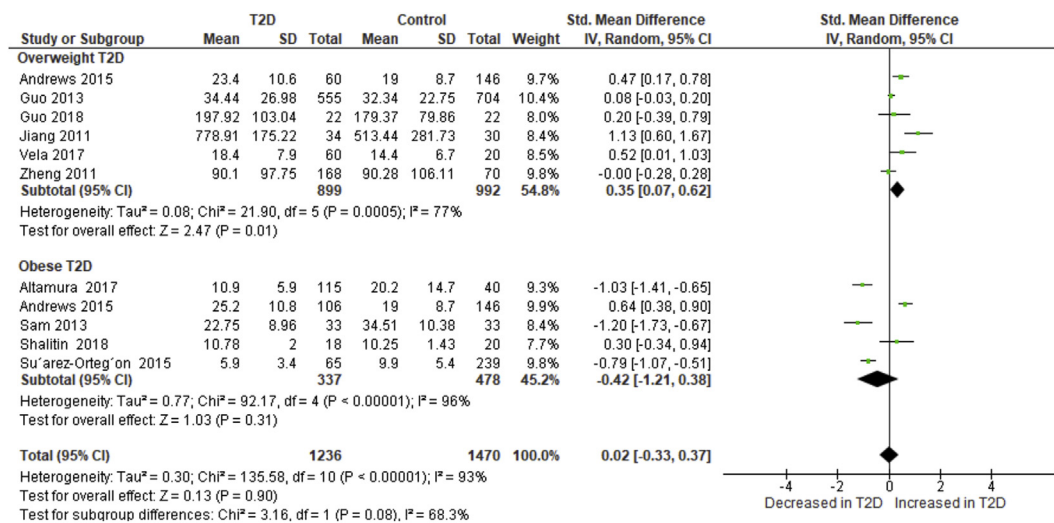 T2D Control Std. Mean Difference Std. Mean Difference
Study or Subgroup Mean SD Total Mean SD Total Weight IV, Random, 95% CI IV, Random, 95% CI
Overweight T2D
Andrews 2015 23.4 10.6 60 19 8.7 146 9.7% 0.47 [0.17, 0.78]
Guo 2013 34.44 26.98 555 32.34 22.75 704 10.4% 0.08 [-0.03, 0.20]
Guo 2018 197.92 103.04 22 179.37 79.86 22 8.0% 0.20 [-0.39, 0.79]
Jiang 2011 778.91 175.22 34 513.44 281.73 30 8.4% 1.13 [0.60, 1.67]
Vela 2017 18.4 7.9 60 14.4 6.7 20 8.5% 0.52 [0.01, 1.03]
Zheng 2011 90.1 97.75 168 90.28 106.11 70 9.8% -0.00 [-0.28, 0.28]
Subtotal (95% CI) 899 992 54.8% 0.35 [0.07, 0.62]
Heterogeneity: Tau² = 0.08; Chi² = 21.90, df = 5 (P = 0.0005); I² = 77%
Test for overall effect: Z = 2.47 (P = 0.01)
Obese T2D
Altamura 2017 10.9 5.9 115 20.2 14.7 40 9.3% -1.03 [-1.41, -0.65]
Andrews 2015 25.2 10.8 106 19 8.7 146 9.9% 0.64 [0.38, 0.90]
Sam 2013 22.75 8.96 33 34.51 10.38 33 8.4% -1.20 [-1.73, -0.67]
Shalitin 2018 10.78 2 18 10.25 1.43 20 7.7% 0.30 [-0.34, 0.94]
Su´arez-Orteg´on 2015 5.9 3.4 65 9.9 5.4 239 9.8% -0.79 [-1.07, -0.51]
Subtotal (95% CI) 337 478 45.2% -0.42 [-1.21, 0.38]
Heterogeneity: Tau² = 0.77; Chi² = 92.17, df = 4 (P < 0.00001); I² = 96%
Test for overall effect: Z = 1.03 (P = 0.31)
Total (95% CI) 1236 1470 100.0% 0.02 [-0.33, 0.37]
Heterogeneity: Tau² = 0.30; Chi² = 135.58, df = 10 (P < 0.00001); I² = 93%
Test for overall effect: Z = 0.13 (P = 0.90)
Test for subgroup differences: Chi² = 3.16, df = 1 (P = 0.08), I² = 68.3%
-4 -2 0 2 4
Decreased in T2D Increased in T2D